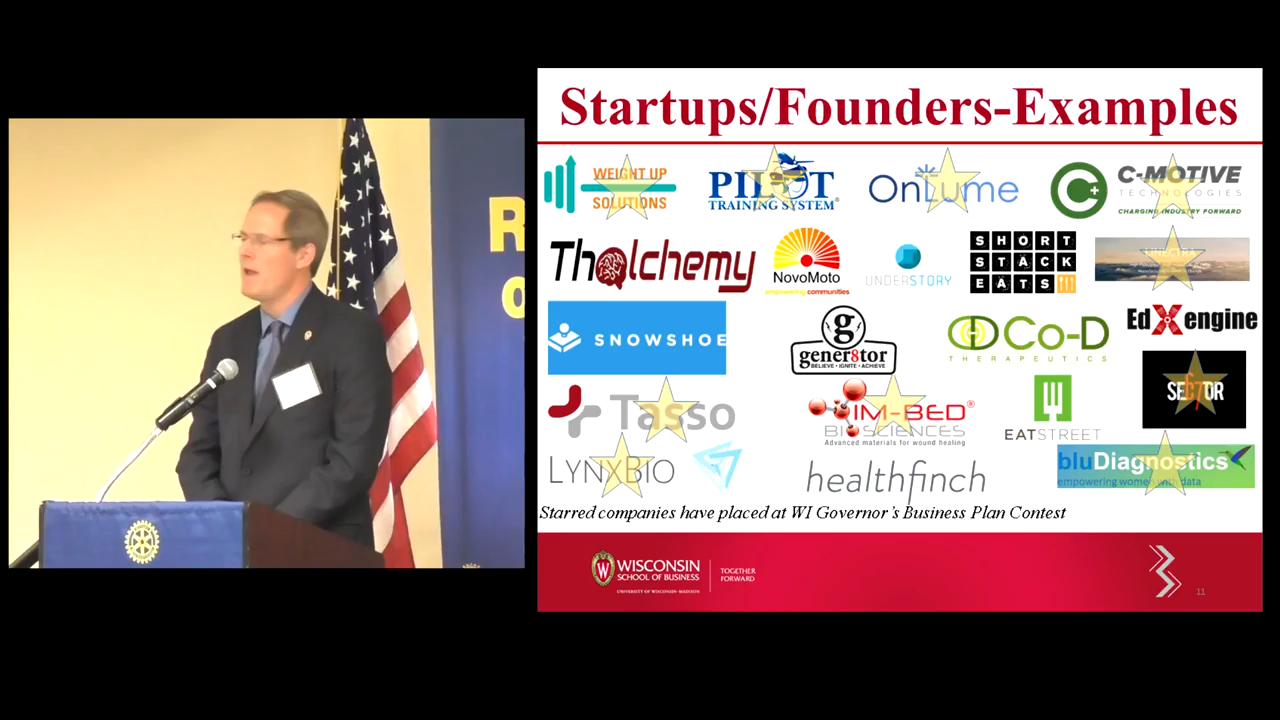 R
O
Startups/Founders-Examples
WEIGHT UP
SOLUTIONS
PILOT
TRAINING SYSTEM®
OnLume
C+
C-MOTIVE
TECHNOLOGIES
CHARGING INDUSTRY FORWARD
Thalchemy
NovoMoto
empowering communities
UNDERSTORY
SHORT
STACK
EATS
SNOWSHOE
g
gener8tor
BELIEVE • IGNITE • ACHIEVE
Co-D
THERAPEUTICS
EdXengine
Tasso
IM-BED®
BIOSCIENCES
Advanced materials for wound healing
EATSTREET
SECTOR
67
LYNXBIO
healthfinch
bluDiagnostics
empowering women with data
Starred companies have placed at WI Governor's Business Plan Contest
W
WISCONSIN
SCHOOL OF BUSINESS
UNIVERSITY OF WISCONSIN–MADISON
TOGETHER
FORWARD
11